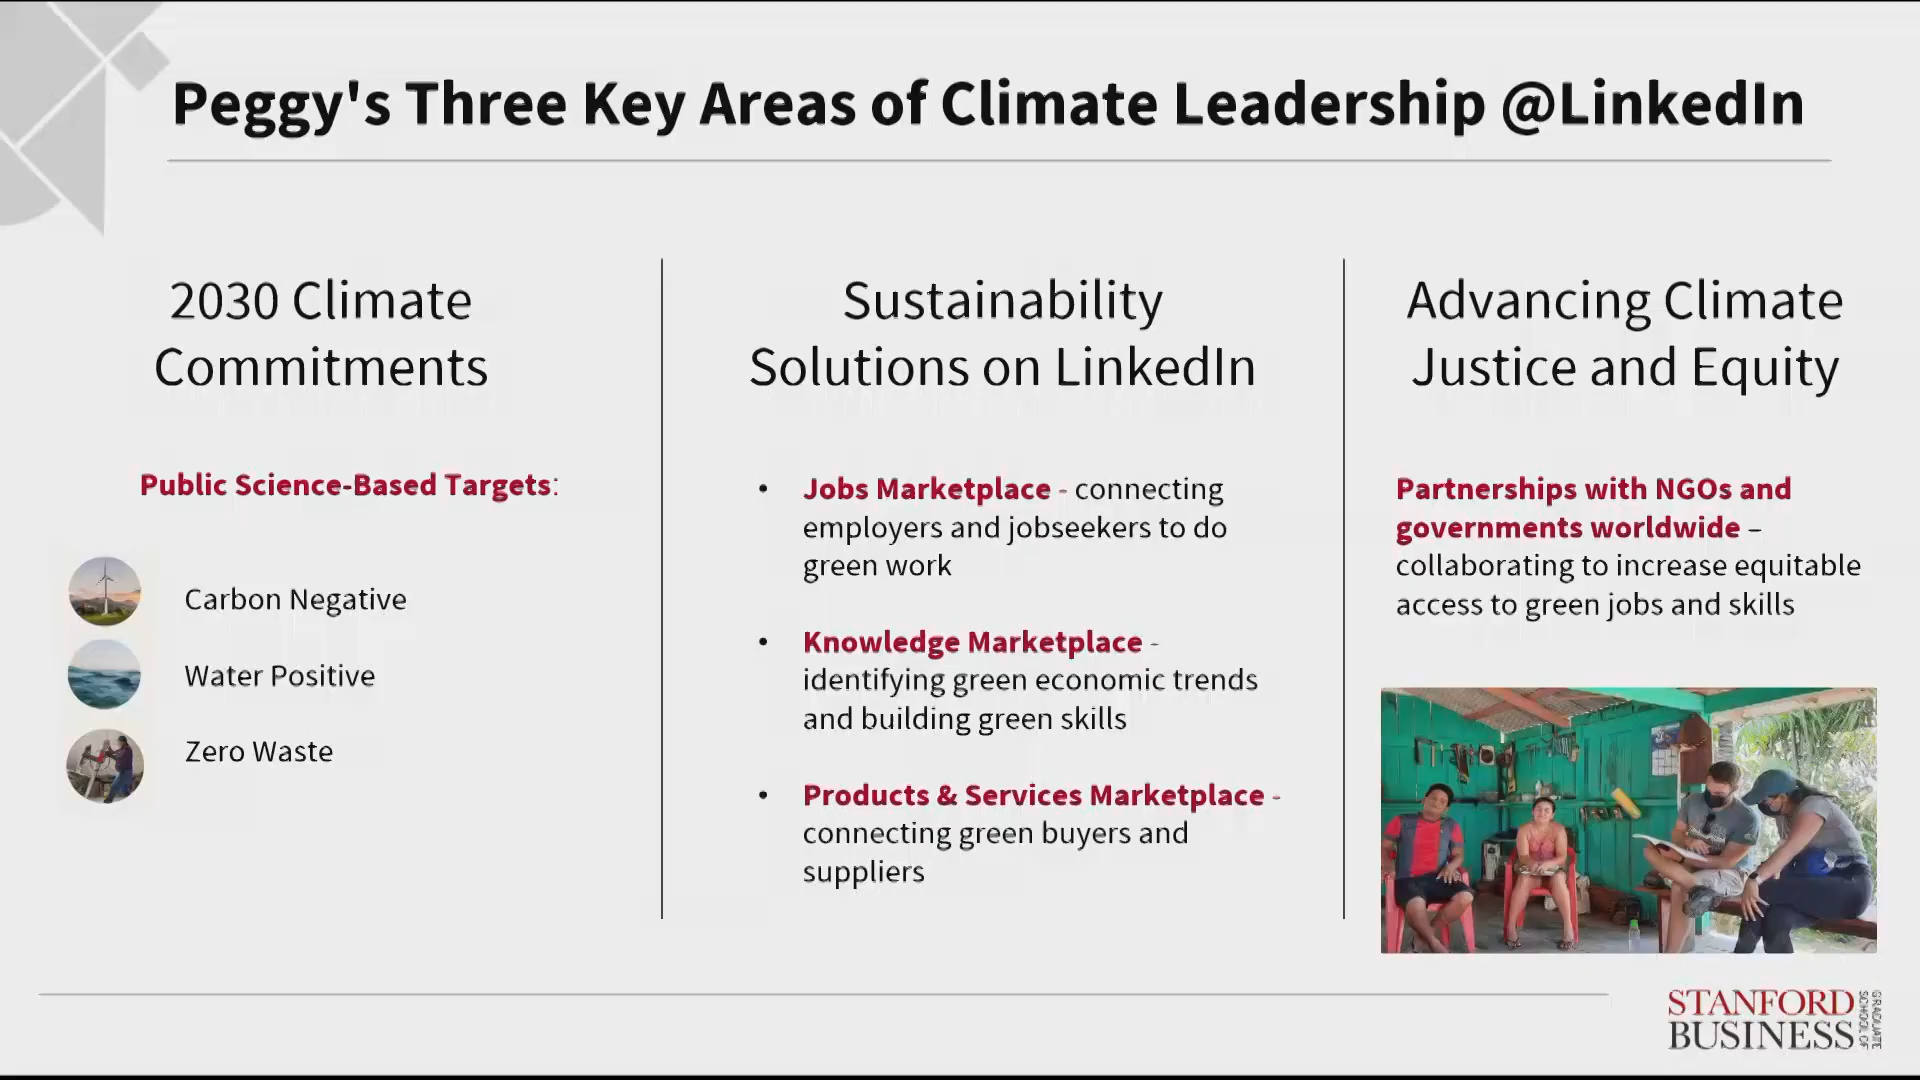 Peggy's Three Key Areas of Climate Leadership @LinkedIn
2030 Climate
Commitments
Public Science-Based Targets:
Carbon Negative
Water Positive
Zero Waste
Sustainability
Solutions on LinkedIn
• Jobs Marketplace - connecting
employers and jobseekers to do
green work
• Knowledge Marketplace -
identifying green economic trends
and building green skills
• Products & Services Marketplace -
connecting green buyers and
suppliers
Advancing Climate
Justice and Equity
Partnerships with NGOs and
governments worldwide –
collaborating to increase equitable
access to green jobs and skills
STANFORD
BUSINESS
GRADUATE
SCHOOL OF